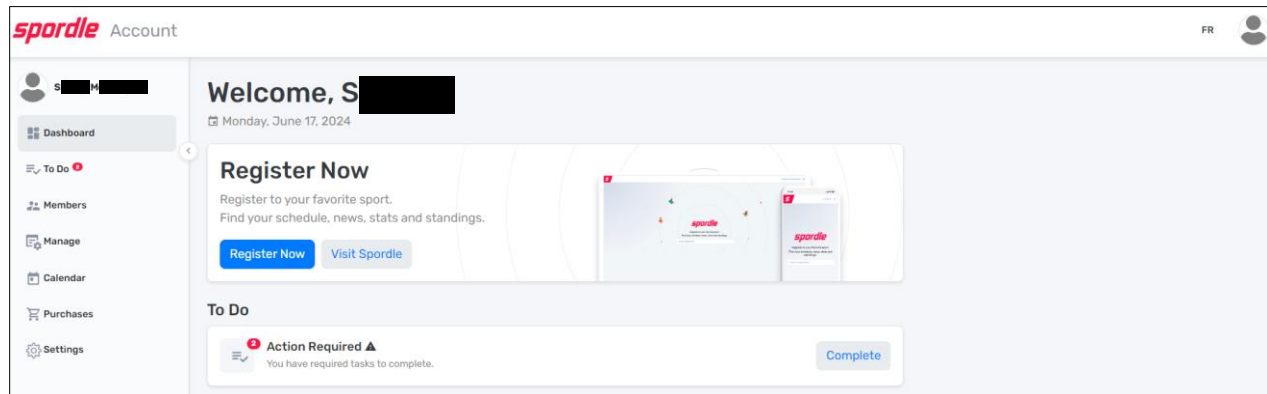 spordle Account
FR
S M
Dashboard
To Do
Members
Manage
Calendar
Purchases
Settings
Welcome, S
Monday, June 17, 2024
Register Now
Register to your favorite sport.
Find your schedule, news, stats and standings.
Register Now Visit Spordle
spordle
spordle
To Do
2
Action Required
You have required tasks to complete.
Complete